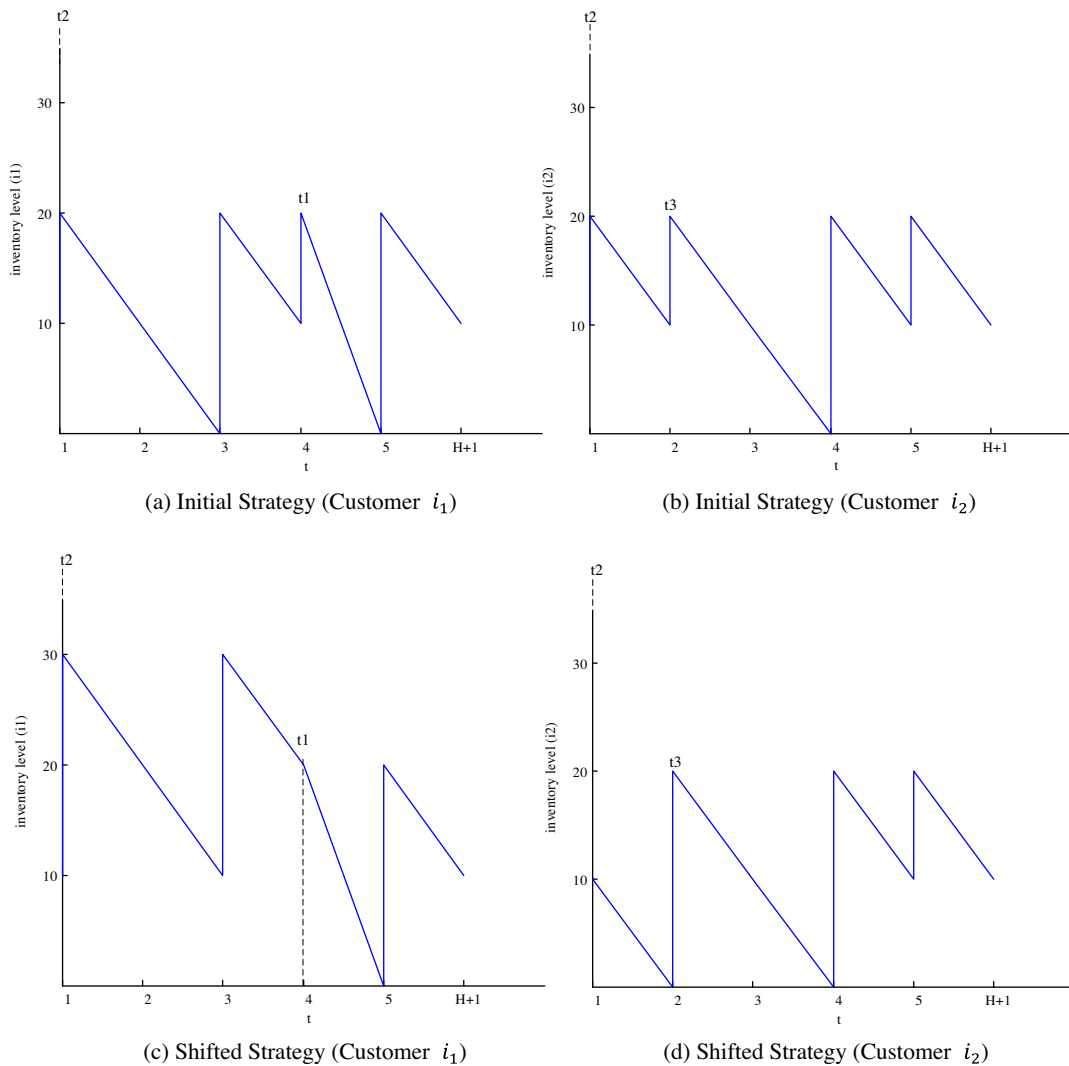 t2
30
20
10
inventory level (i1)
t1
1 2 3 4 5 H+1
t
(a) Initial Strategy (Customer i₁)
t2
30
20
10
inventory level (i2)
t3
1 2 3 4 5 H+1
t
(b) Initial Strategy (Customer i₂)
t2
30
20
10
inventory level (i1)
t1
1 2 3 4 5 H+1
t
(c) Shifted Strategy (Customer i₁)
t2
30
20
10
inventory level (i2)
t3
1 2 3 4 5 H+1
t
(d) Shifted Strategy (Customer i₂)